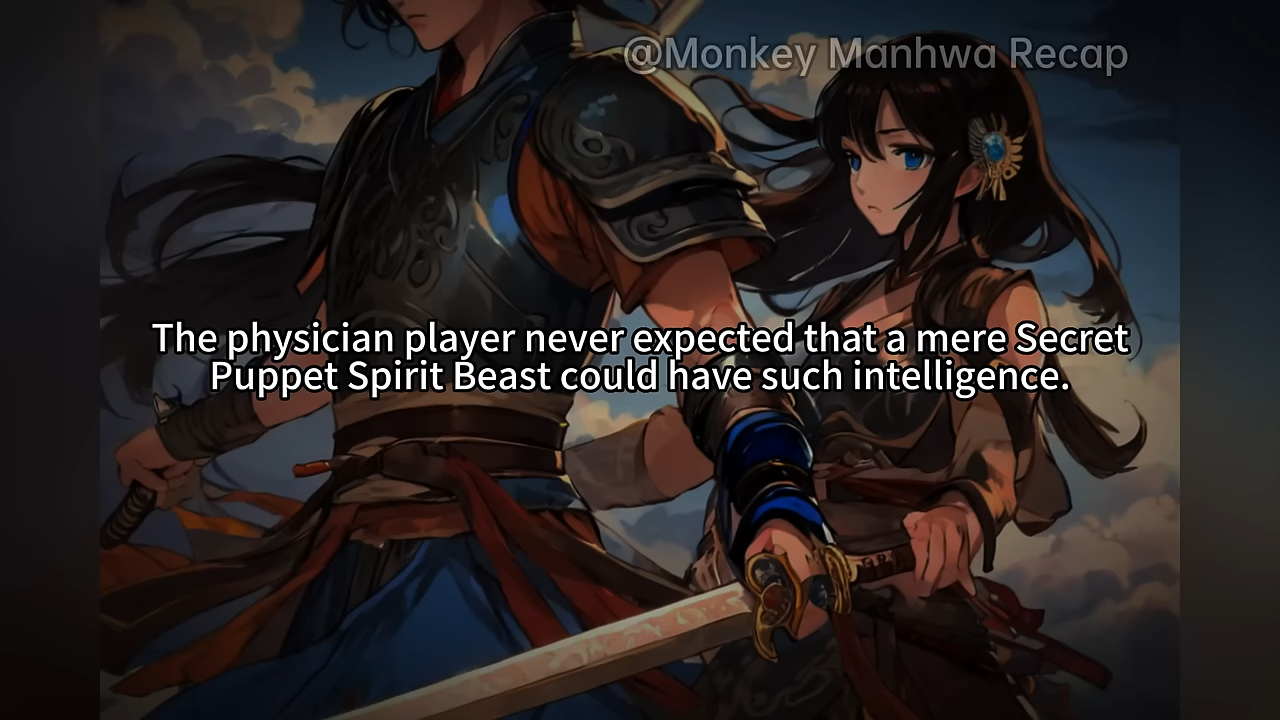 @Monkey Manhwa Recap
The physician player never expected that a mere Secret
Puppet Spirit Beast could have such intelligence.